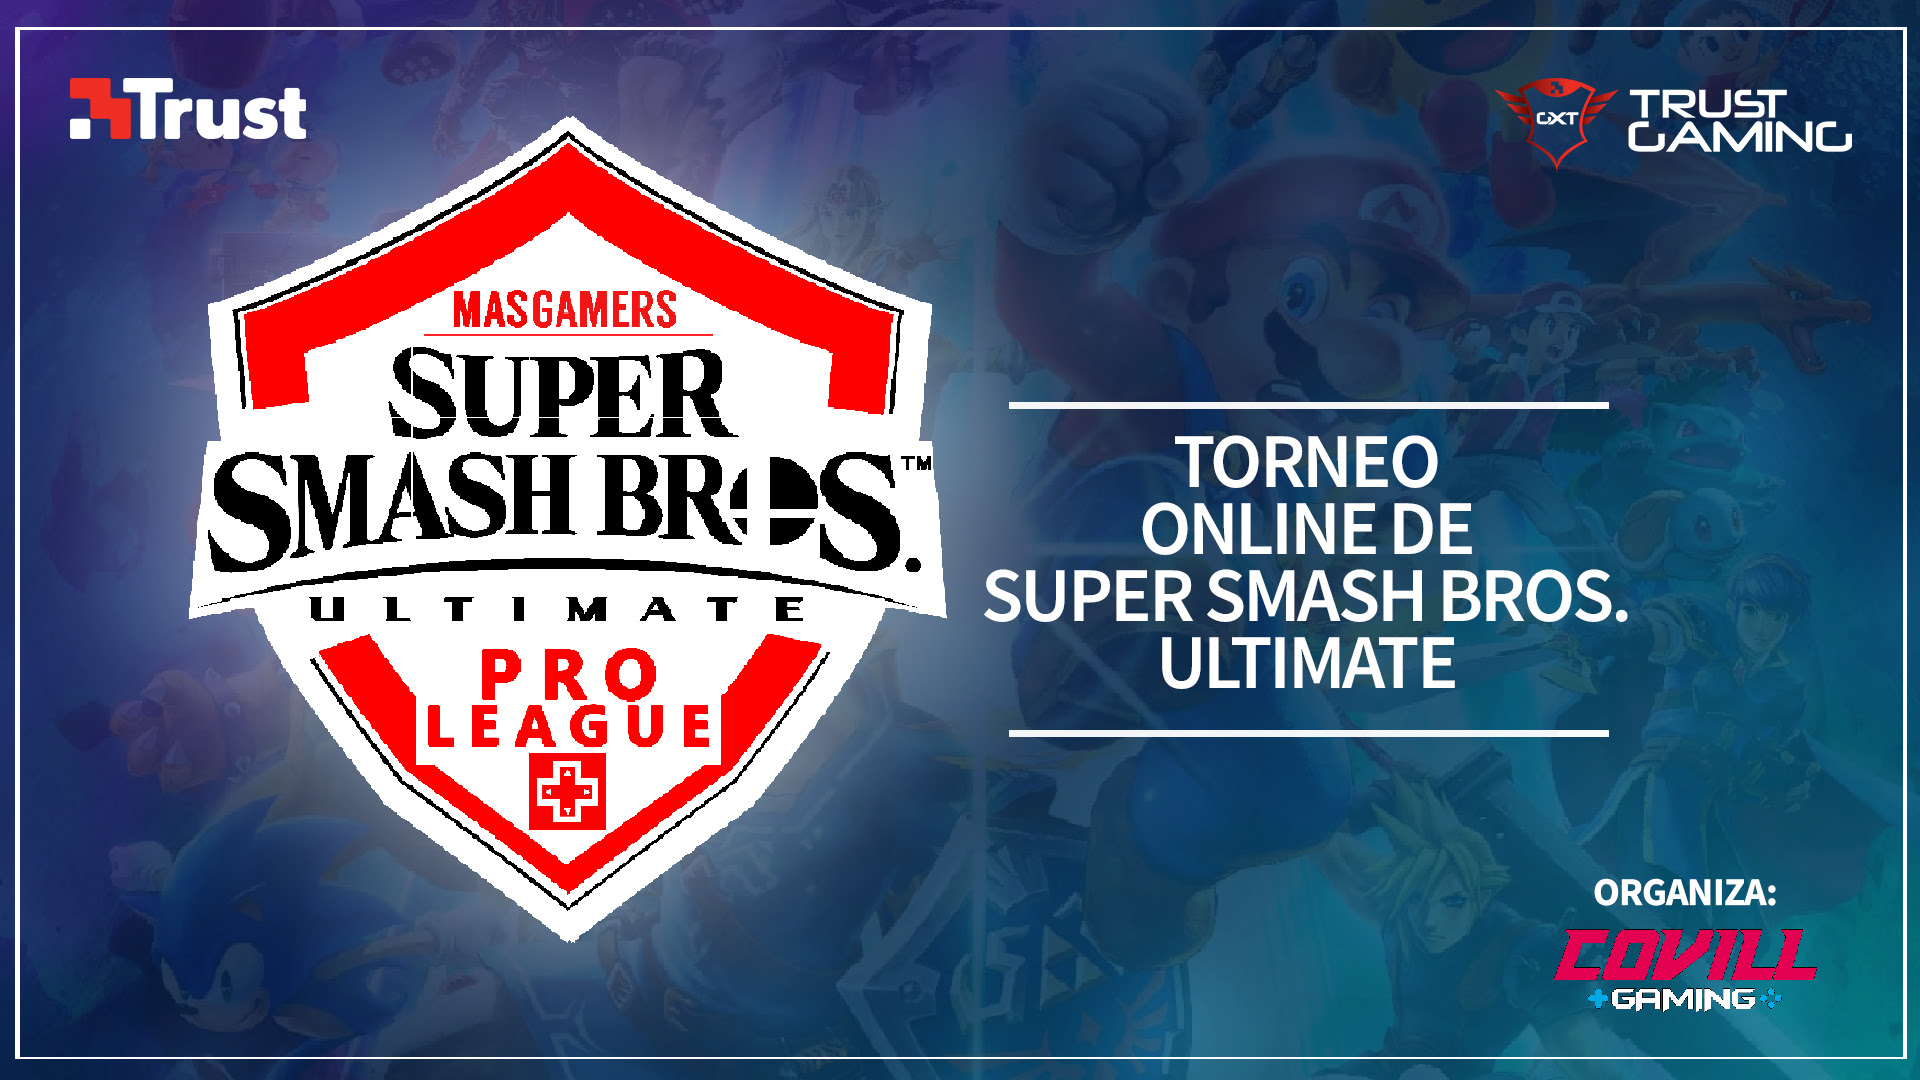 Trust
GXT
TRUST
GAMING
MASGAMERS
SUPER
SMASH BROS.™
ULTIMATE
PRO
LEAGUE
TORNEO
ONLINE DE
SUPER SMASH BROS.
ULTIMATE
ORGANIZA:
COVILL
GAMING